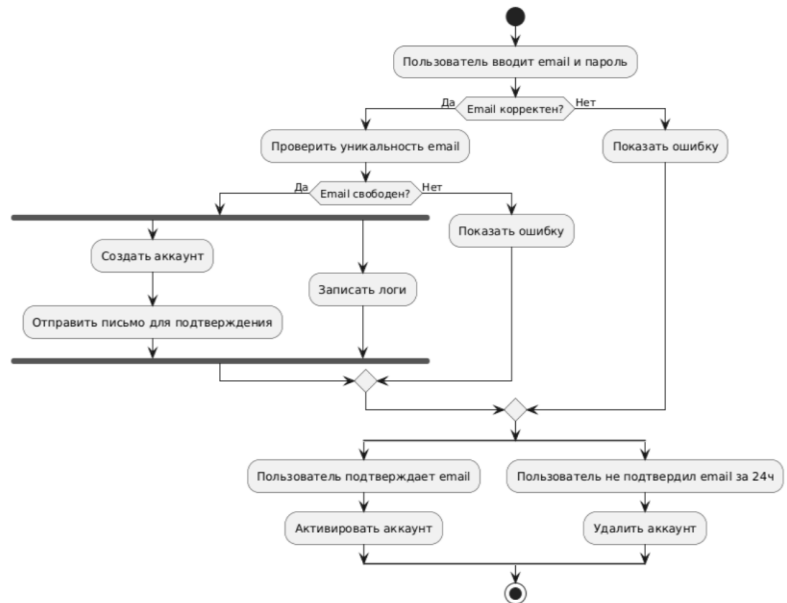 Пользователь вводит email и пароль
Да
Email корректен?
Нет
Проверить уникальность email
Показать ошибку
Да
Email свободен?
Нет
Создать аккаунт
Показать ошибку
Записать логи
Отправить письмо для подтверждения
Пользователь подтверждает email
Пользователь не подтвердил email за 24ч
Активировать аккаунт
Удалить аккаунт